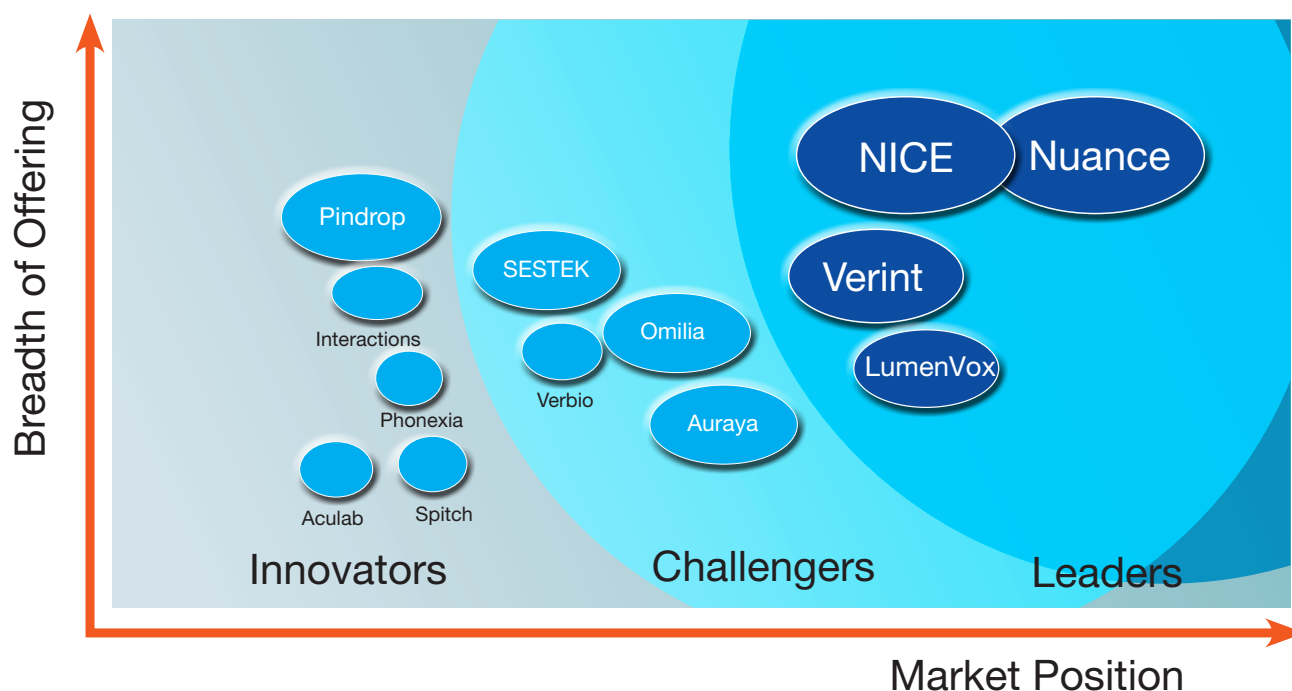 Breadth of Offering
NICE
Nuance
Pindrop
SESTEK
Verint
Interactions
Omilia
LumenVox
Verbio
Phonexia
Auraya
Aculab
Spitch
Innovators
Challengers
Leaders
Market Position